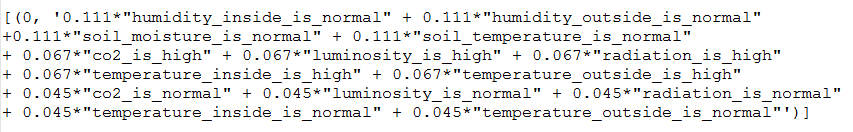 [(0, '0.111*"humidity_inside_is_normal" + 0.111*"humidity_outside_is_normal"
+0.111*"soil_moisture_is_normal" + 0.111*"soil_temperature_is_normal"
+ 0.067*"co2_is_high" + 0.067*"luminosity_is_high" + 0.067*"radiation_is_high"
+ 0.067*"temperature_inside_is_high" + 0.067*"temperature_outside_is_high"
+ 0.045*"co2_is_normal" + 0.045*"luminosity_is_normal" + 0.045*"radiation_is_normal"
+ 0.045*"temperature_inside_is_normal" + 0.045*"temperature_outside_is_normal"')]